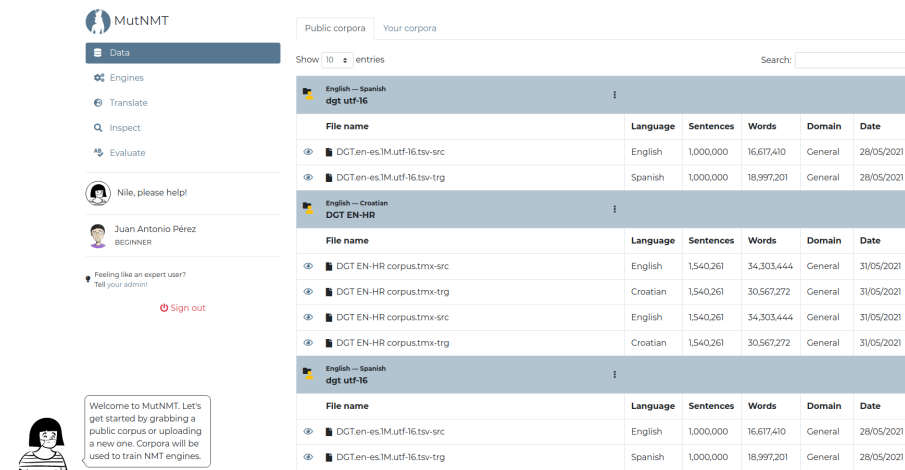 MutNMT
Data
Engines
Translate
Inspect
Evaluate
Nile, please help!
Juan Antonio Pérez
BEGINNER
Feeling like an expert user?
Tell your admin!
Sign out
Welcome to MutNMT. Let's
get started by grabbing a
public corpus or uploading
a new one. Corpora will be
used to train NMT engines.
Public corpora Your corpora
Show 10 entries Search:
English — Spanish
dgt utf-16
File name Language Sentences Words Domain Date
DGT.en-es.1M.utf-16.tsv-src English 1,000,000 16,617,410 General 28/05/2021
DGT.en-es.1M.utf-16.tsv-trg Spanish 1,000,000 18,997,201 General 28/05/2021
English — Croatian
DGT EN-HR
File name Language Sentences Words Domain Date
DGT EN-HR corpus.tmx-src English 1,540,261 34,303,444 General 31/05/2021
DGT EN-HR corpus.tmx-trg Croatian 1,540,261 30,567,272 General 31/05/2021
DGT EN-HR corpus.tmx-src English 1,540,261 34,303,444 General 31/05/2021
DGT EN-HR corpus.tmx-trg Croatian 1,540,261 30,567,272 General 31/05/2021
English — Spanish
dgt utf-16
File name Language Sentences Words Domain Date
DGT.en-es.1M.utf-16.tsv-src English 1,000,000 16,617,410 General 28/05/2021
DGT.en-es.1M.utf-16.tsv-trg Spanish 1,000,000 18,997,201 General 28/05/2021